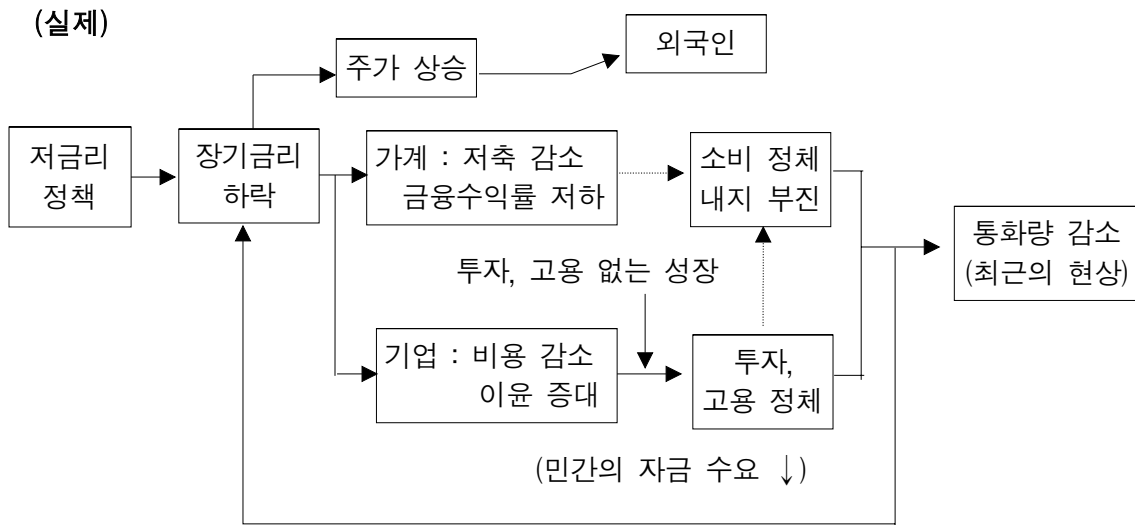 (실제)
외국인
주가 상승
저금리
정책
장기금리
하락
가계 : 저축 감소
금융수익률 저하
소비 정체
내지 부진
통화량 감소
(최근의 현상)
투자, 고용 없는 성장
기업 : 비용 감소
이윤 증대
투자,
고용 정체
(민간의 자금 수요 ↓)